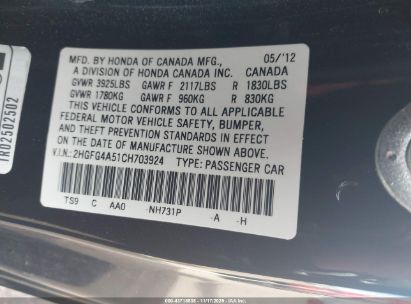 MFD. BY HONDA OF CANADA MFG., 05/'12
A DIVISION OF HONDA CANADA INC. CANADA
GVWR 3925LBS GAWR F 2117LBS R 1830LBS
GVWR 1780KG GAWR F 960KG R 830KG
THIS VEHICLE CONFORMS TO ALL APPLICABLE
FEDERAL MOTOR VEHICLE SAFETY, BUMPER,
AND THEFT PREVENTION STANDARDS IN EFFECT
ON THE DATE OF MANUFACTURE SHOWN ABOVE.
VIN: 2HGFG4A51CH703924 TYPE: PASSENGER CAR
TS9 C AA0 NH731P -A -H
1R02502502